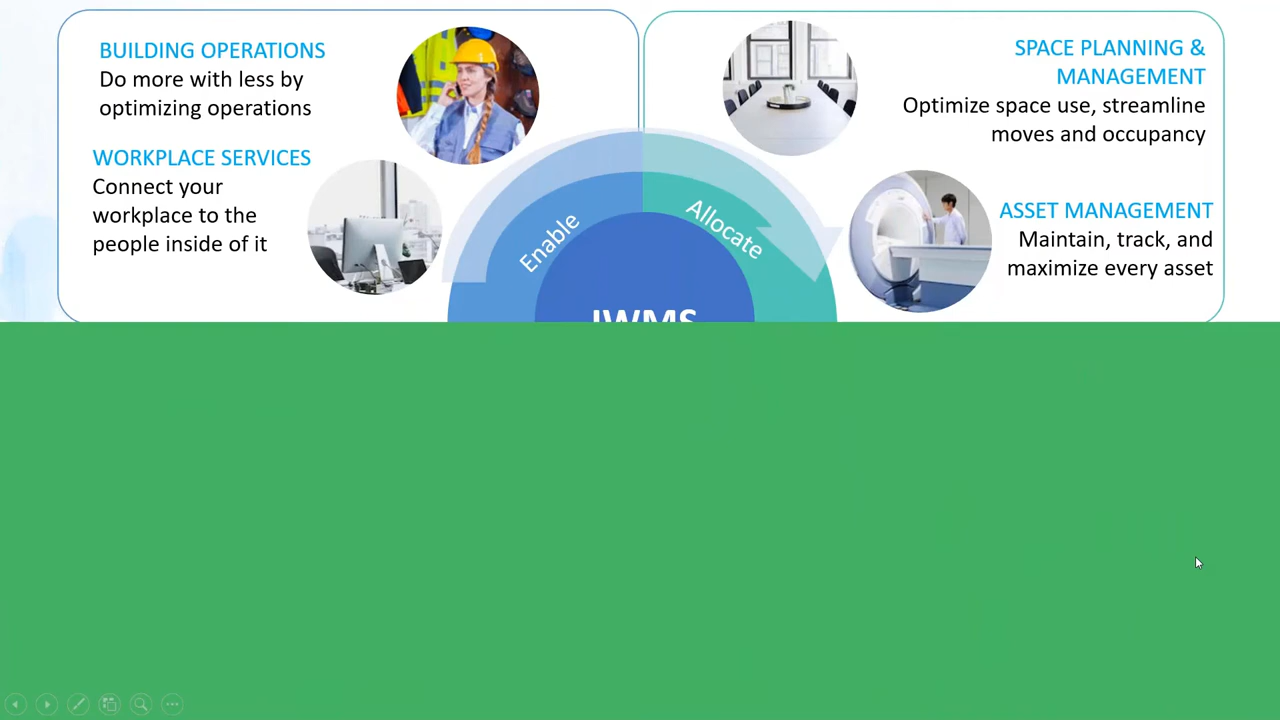 BUILDING OPERATIONS
Do more with less by
optimizing operations
WORKPLACE SERVICES
Connect your
workplace to the
people inside of it
SPACE PLANNING &
MANAGEMENT
Optimize space use, streamline
moves and occupancy
ASSET MANAGEMENT
Maintain, track, and
maximize every asset
Enable
Allocate
IWMS